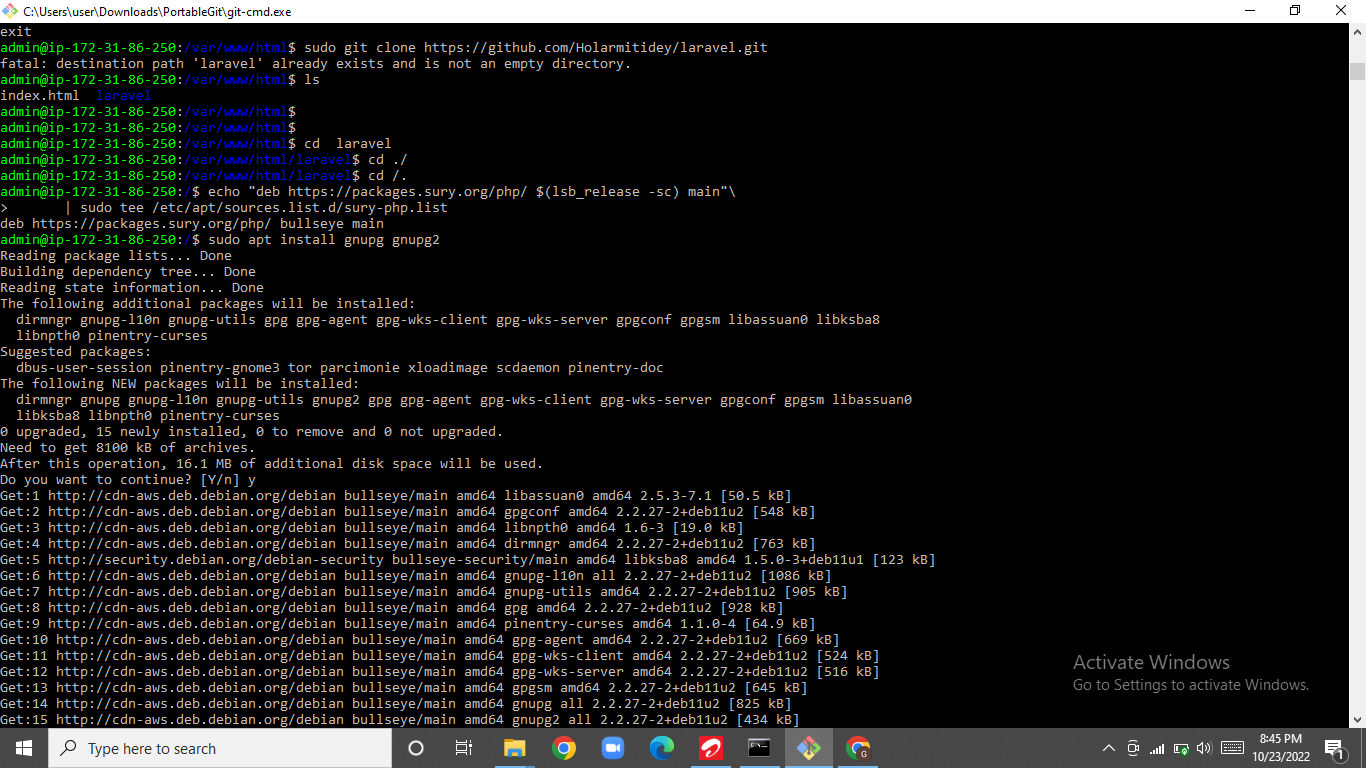 C:\Users\user\Downloads\PortableGit\git-cmd.exe
exit
admin@ip-172-31-86-250:/var/www/html$ sudo git clone https://github.com/Holarmitidey/laravel.git
fatal: destination path 'laravel' already exists and is not an empty directory.
admin@ip-172-31-86-250:/var/www/html$ ls
index.html  laravel
admin@ip-172-31-86-250:/var/www/html$
admin@ip-172-31-86-250:/var/www/html$
admin@ip-172-31-86-250:/var/www/html$ cd  laravel
admin@ip-172-31-86-250:/var/www/html/laravel$ cd ./
admin@ip-172-31-86-250:/var/www/html/laravel$ cd /.
admin@ip-172-31-86-250:/$ echo "deb https://packages.sury.org/php/ $(lsb_release -sc) main"\
>       | sudo tee /etc/apt/sources.list.d/sury-php.list
deb https://packages.sury.org/php/ bullseye main
admin@ip-172-31-86-250:/$ sudo apt install gnupg gnupg2
Reading package lists... Done
Building dependency tree... Done
Reading state information... Done
The following additional packages will be installed:
  dirmngr gnupg-l10n gnupg-utils gpg gpg-agent gpg-wks-client gpg-wks-server gpgconf gpgsm libassuan0 libksba8
  libnpth0 pinentry-curses
Suggested packages:
  dbus-user-session pinentry-gnome3 tor parcimonie xloadimage scdaemon pinentry-doc
The following NEW packages will be installed:
  dirmngr gnupg gnupg-l10n gnupg-utils gnupg2 gpg gpg-agent gpg-wks-client gpg-wks-server gpgconf gpgsm libassuan0
  libksba8 libnpth0 pinentry-curses
0 upgraded, 15 newly installed, 0 to remove and 0 not upgraded.
Need to get 8100 kB of archives.
After this operation, 16.1 MB of additional disk space will be used.
Do you want to continue? [Y/n] y
Get:1 http://cdn-aws.deb.debian.org/debian bullseye/main amd64 libassuan0 amd64 2.5.3-7.1 [50.5 kB]
Get:2 http://cdn-aws.deb.debian.org/debian bullseye/main amd64 gpgconf amd64 2.2.27-2+deb11u2 [548 kB]
Get:3 http://cdn-aws.deb.debian.org/debian bullseye/main amd64 libnpth0 amd64 1.6-3 [19.0 kB]
Get:4 http://cdn-aws.deb.debian.org/debian bullseye/main amd64 dirmngr amd64 2.2.27-2+deb11u2 [763 kB]
Get:5 http://security.debian.org/debian-security bullseye-security/main amd64 libksba8 amd64 1.5.0-3+deb11u1 [123 kB]
Get:6 http://cdn-aws.deb.debian.org/debian bullseye/main amd64 gnupg-l10n all 2.2.27-2+deb11u2 [1086 kB]
Get:7 http://cdn-aws.deb.debian.org/debian bullseye/main amd64 gnupg-utils amd64 2.2.27-2+deb11u2 [905 kB]
Get:8 http://cdn-aws.deb.debian.org/debian bullseye/main amd64 gpg amd64 2.2.27-2+deb11u2 [928 kB]
Get:9 http://cdn-aws.deb.debian.org/debian bullseye/main amd64 pinentry-curses amd64 1.1.0-4 [64.9 kB]
Get:10 http://cdn-aws.deb.debian.org/debian bullseye/main amd64 gpg-agent amd64 2.2.27-2+deb11u2 [669 kB]
Get:11 http://cdn-aws.deb.debian.org/debian bullseye/main amd64 gpg-wks-client amd64 2.2.27-2+deb11u2 [524 kB]
Get:12 http://cdn-aws.deb.debian.org/debian bullseye/main amd64 gpg-wks-server amd64 2.2.27-2+deb11u2 [516 kB]
Get:13 http://cdn-aws.deb.debian.org/debian bullseye/main amd64 gpgsm amd64 2.2.27-2+deb11u2 [645 kB]
Get:14 http://cdn-aws.deb.debian.org/debian bullseye/main amd64 gnupg all 2.2.27-2+deb11u2 [825 kB]
Get:15 http://cdn-aws.deb.debian.org/debian bullseye/main amd64 gnupg2 all 2.2.27-2+deb11u2 [434 kB]
Activate Windows
Go to Settings to activate Windows.
Type here to search
G
8:45 PM
10/23/2022
1